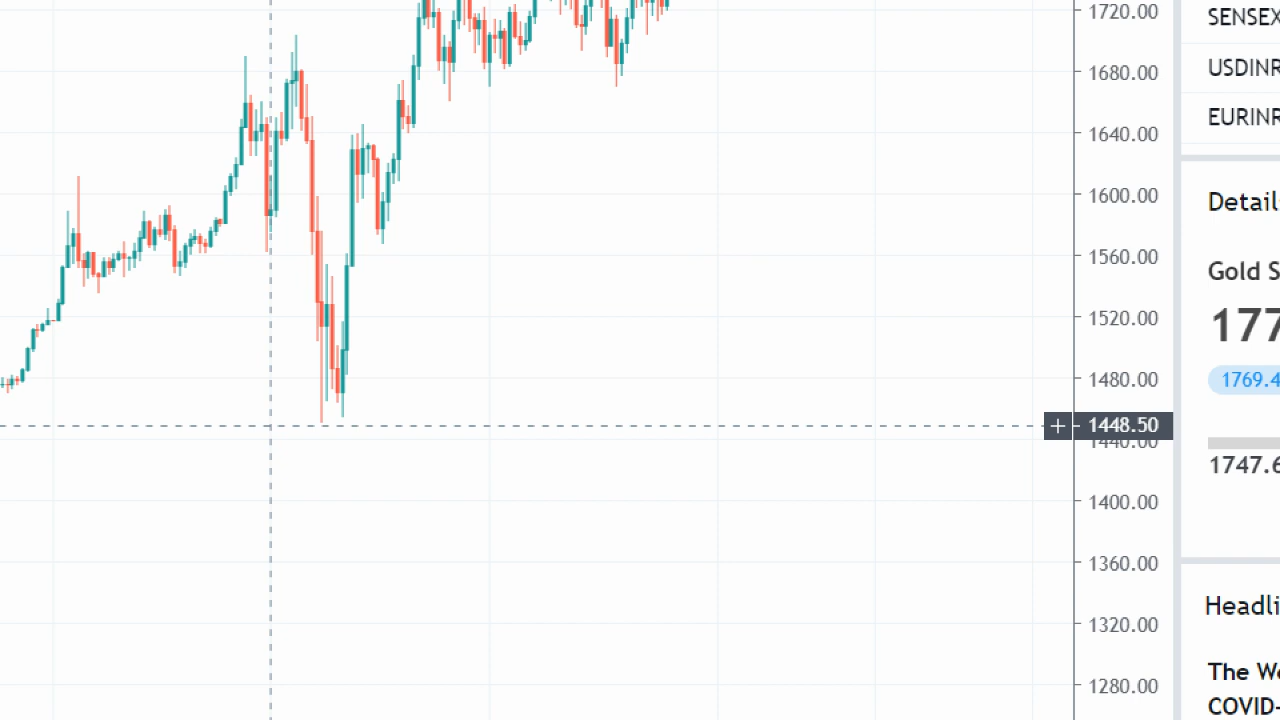 1720.00
1680.00
1640.00
1600.00
1560.00
1520.00
1480.00
1448.50
1440.00
1400.00
1360.00
1320.00
1280.00
SENSEX
USDINR
EURINR
Detail
Gold S
177
1769.4
1747.6
Headli
The We
COVID-